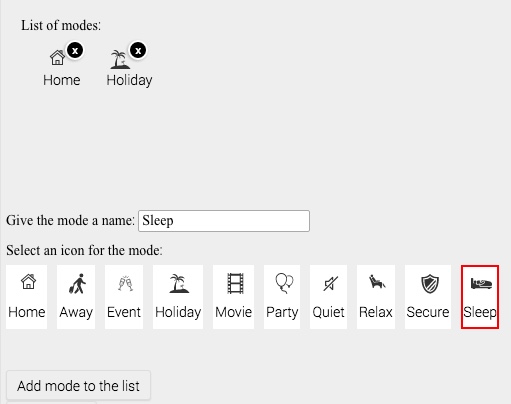 List of modes:
x x
Home Holiday
Give the mode a name: Sleep
Select an icon for the mode:
Home Away Event Holiday Movie Party Quiet Relax Secure Sleep
Add mode to the list